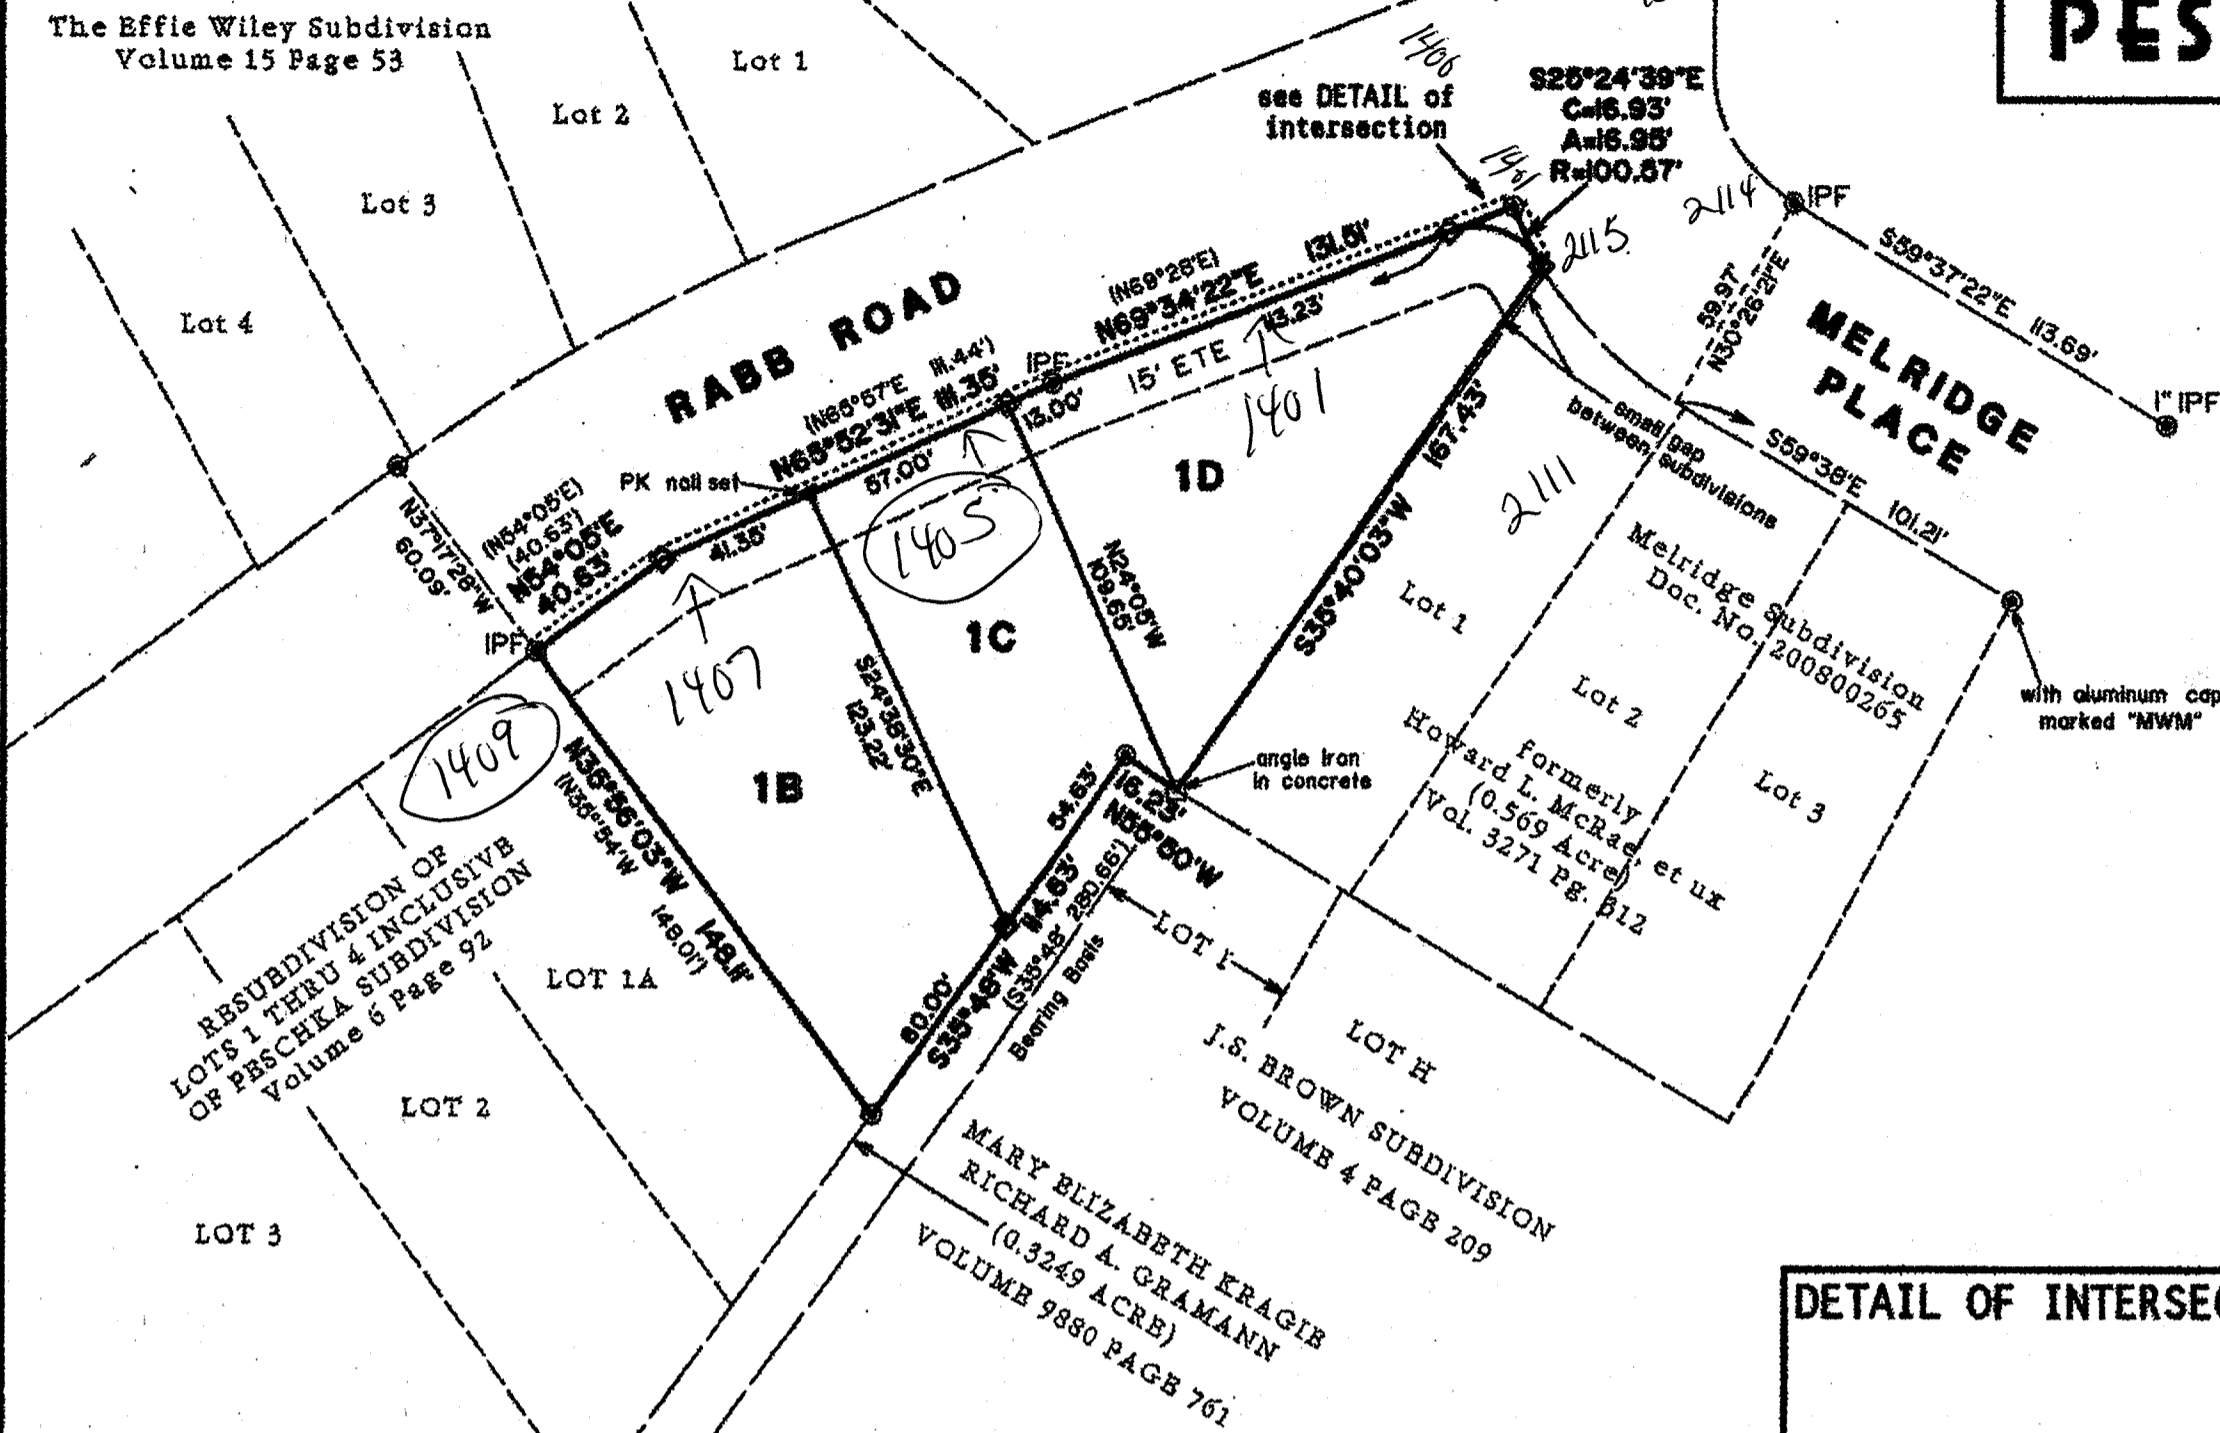 The Effie Wiley Subdivision
Volume 15 Page 53
Lot 1
Lot 2
Lot 3
Lot 4
PES
1406
see DETAIL of
intersection
S25°24'39"E
C=16.93'
A=16.95'
R=100.87'
1401
2115
2114
IPF
S59°37'22"E 113.69'
1" IPF
59.97'
N30°26'21"E
MELRIDGE
PLACE
RABB ROAD
(N69°28'E)
N69°34'22"E 131.51'
113.23'
IPF
15' ETE
1401
(N65°57'E 111.44')
N65°52'31"E 111.35'
13.00'
57.00'
PK nail set
41.35'
(N54°05'E)
(40.63')
N54°05'E
40.63'
N37°17'28"W
60.09'
IPF
1409
1407
1405
1B
1C
1D
S24°38'30"E
123.22'
N24°05'W
109.65'
S35°40'03"W 167.43'
2111
small gap
between subdivisions
S59°38'E 101.21'
Melridge Subdivision
Doc. No. 200800265
Lot 1
Lot 2
Lot 3
formerly
Howard L. McRae, et ux
(0.569 Acre)
Vol. 3271 Pg. 612
with aluminum cap
marked "MWM"
angle iron
in concrete
16.23'
N55°50'W
54.63'
60.00'
S35°48'W 114.63'
(S35°48' 280.66')
Bearing Basis
N35°56'03"W 148.11'
(N35°54'W 148.01')
LOT 1
LOT H
J.S. BROWN SUBDIVISION
VOLUME 4 PAGE 209
RESUBDIVISION OF
LOTS 1 THRU 4 INCLUSIVE
OF PESCHKA SUBDIVISION
Volume 6 Page 92
LOT 1A
LOT 2
LOT 3
MARY ELIZABETH KRAGIE
RICHARD A. GRAMANN
(0.3249 ACRE)
VOLUME 9880 PAGE 761
DETAIL OF INTERSEC